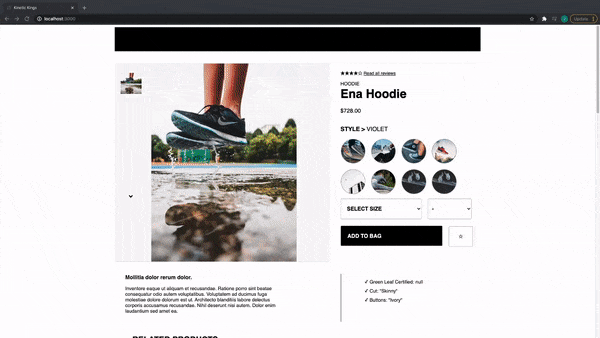 Kinetic Kings
localhost:3000
Update
★★★★☆ Read all reviews
HOODIE
Ena Hoodie
$728.00
STYLE > VIOLET
SELECT SIZE
-
ADD TO BAG
☆
Mollitia dolor rerum dolor.
Inventore eaque ut aliquam et recusandae. Ratione porro sint beatae
consequatur odio autem voluptatibus. Voluptatem ad ducimus fuga
molestiae dolore dolorum est ut. Architecto blanditiis labore delectus
corporis accusamus recusandae. Nihil deserunt nisi autem. Dolor enim
laudantium sed amet ea.
✓ Green Leaf Certified: null
✓ Cut: "Skinny"
✓ Buttons: "Ivory"
RELATED PRODUCTS